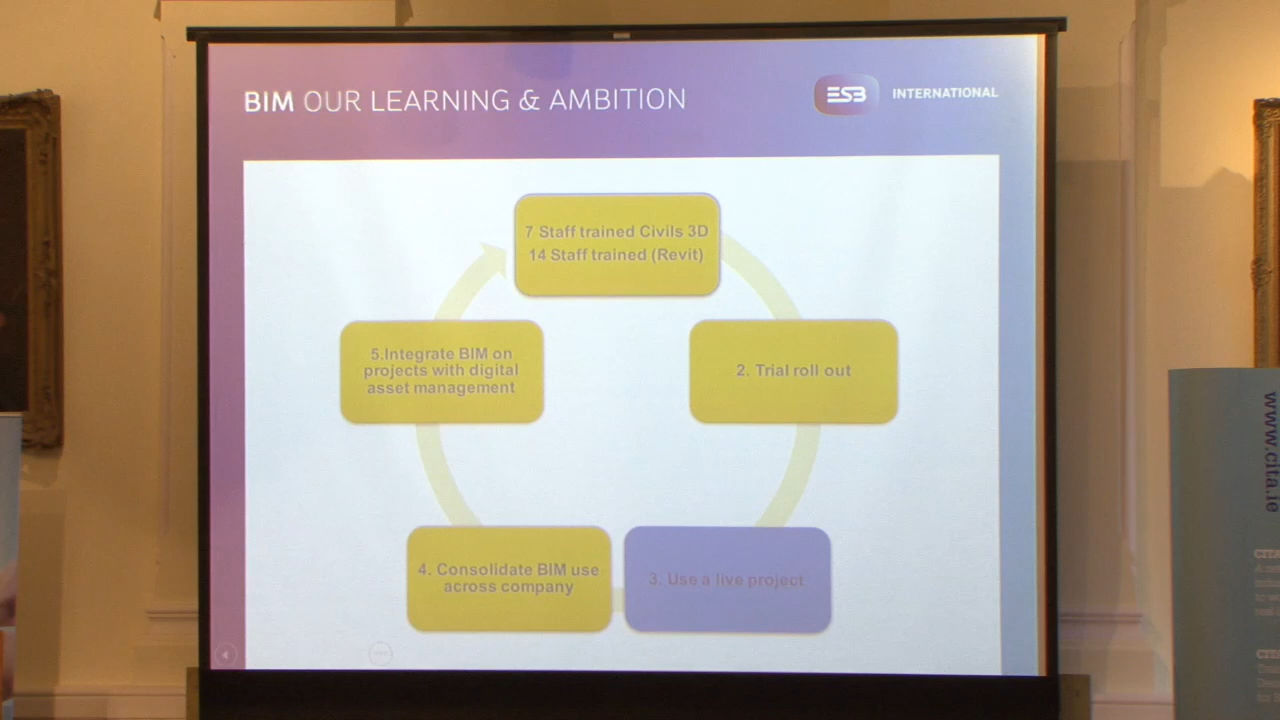 BIM OUR LEARNING & AMBITION
ESB INTERNATIONAL
7 Staff trained Civils 3D
14 Staff trained (Revit)
5.Integrate BIM on
projects with digital
asset management
2. Trial roll out
4. Consolidate BIM use
across company
3. Use a live project
www.cita.ie